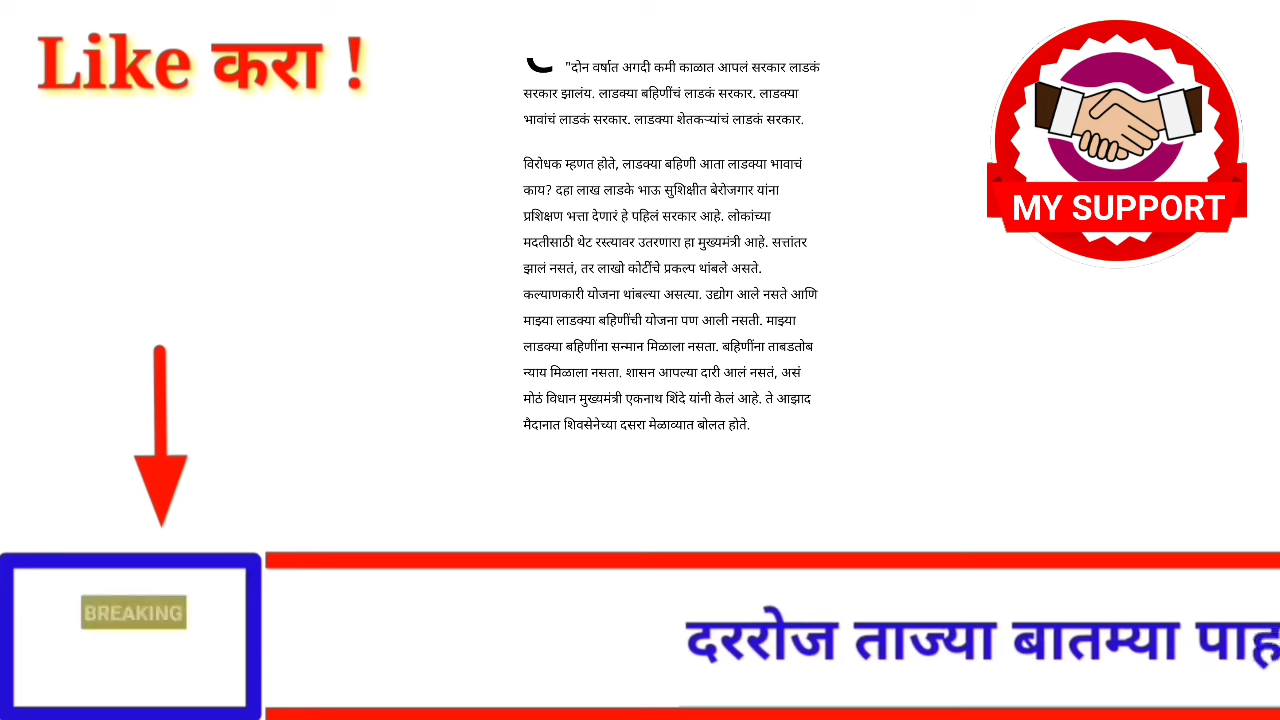 Like करा !
"दोन वर्षात अगदी कमी काळात आपलं सरकार लाडकं
सरकार झालंय. लाडक्या बहिणींचं लाडकं सरकार. लाडक्या
भावांचं लाडकं सरकार. लाडक्या शेतकऱ्यांचं लाडकं सरकार.
विरोधक म्हणत होते, लाडक्या बहिणी आता लाडक्या भावाचं
काय? दहा लाख लाडके भाऊ सुशिक्षीत बेरोजगार यांना
प्रशिक्षण भत्ता देणारं हे पहिलं सरकार आहे. लोकांच्या
मदतीसाठी थेट रस्त्यावर उतरणारा हा मुख्यमंत्री आहे. सत्तांतर
झालं नसतं, तर लाखो कोटींचे प्रकल्प थांबले असते.
कल्याणकारी योजना थांबल्या असत्या. उद्योग आले नसते आणि
माझ्या लाडक्या बहिणींची योजना पण आली नसती. माझ्या
लाडक्या बहिणींना सन्मान मिळाला नसता. बहिणींना ताबडतोब
न्याय मिळाला नसता. शासन आपल्या दारी आलं नसतं, असं
मोठं विधान मुख्यमंत्री एकनाथ शिंदे यांनी केलं आहे. ते आझाद
मैदानात शिवसेनेच्या दसरा मेळाव्यात बोलत होते.
MY SUPPORT
BREAKING
दररोज ताज्या बातम्या पाह